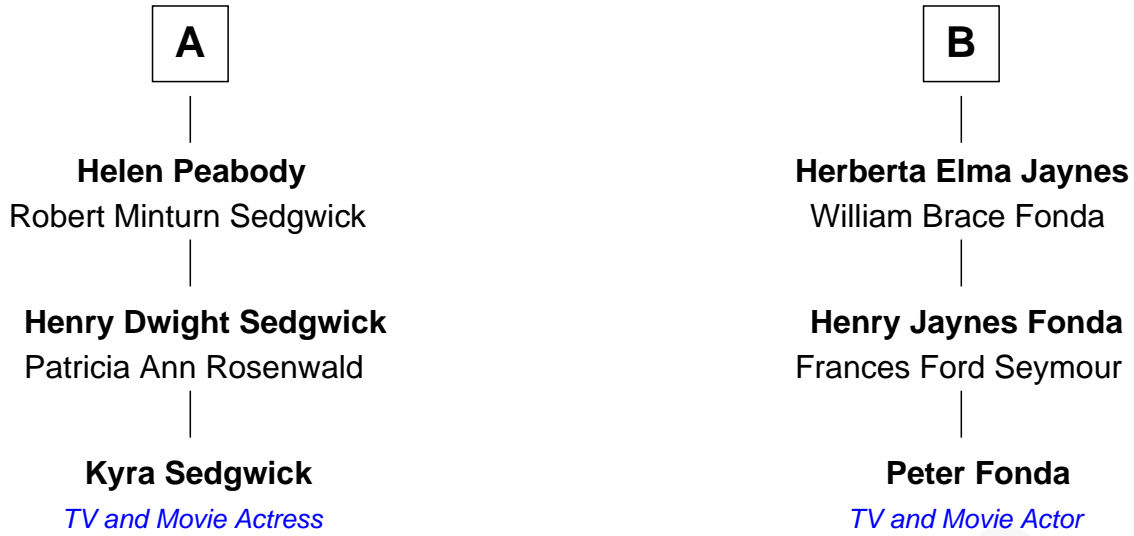 A
Helen Peabody
Robert Minturn Sedgwick
Henry Dwight Sedgwick
Patricia Ann Rosenwald
Kyra Sedgwick
TV and Movie Actress
B
Herberta Elma Jaynes
William Brace Fonda
Henry Jaynes Fonda
Frances Ford Seymour
Peter Fonda
TV and Movie Actor